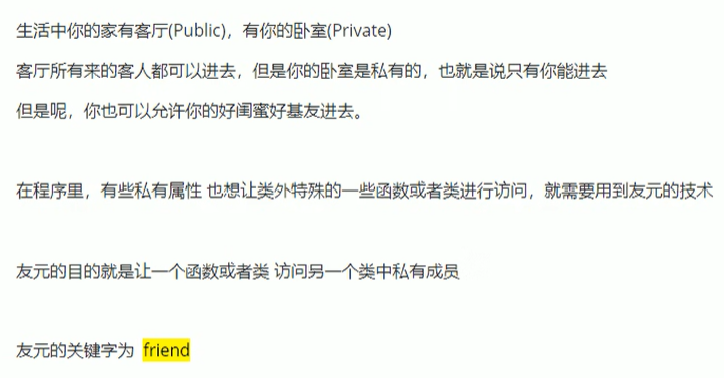 生活中你的家有客厅(Public)，有你的卧室(Private)
客厅所有来的客人都可以进去，但是你的卧室是私有的，也就是说只有你能进去
但是呢，你也可以允许你的好闺蜜好基友进去。
在程序里，有些私有属性 也想让类外特殊的一些函数或者类进行访问，就需要用到友元的技术
友元的目的就是让一个函数或者类 访问另一个类中私有成员
友元的关键字为 friend